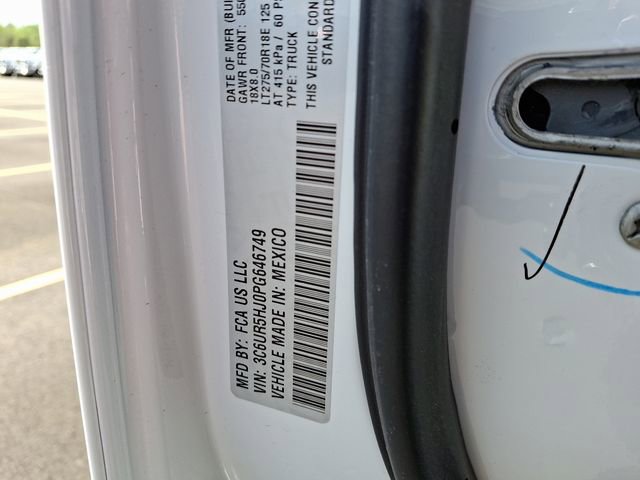 MFD BY: FCA US LLC
VIN: 3C6UR5HJ0PG646749
VEHICLE MADE IN: MEXICO
DATE OF MFR
GAWR FRONT:
18X8.0
LT275/70R18E 125
AT 415 kPa / 60
TYPE: TRUCK
THIS VEHICLE
STANDARD